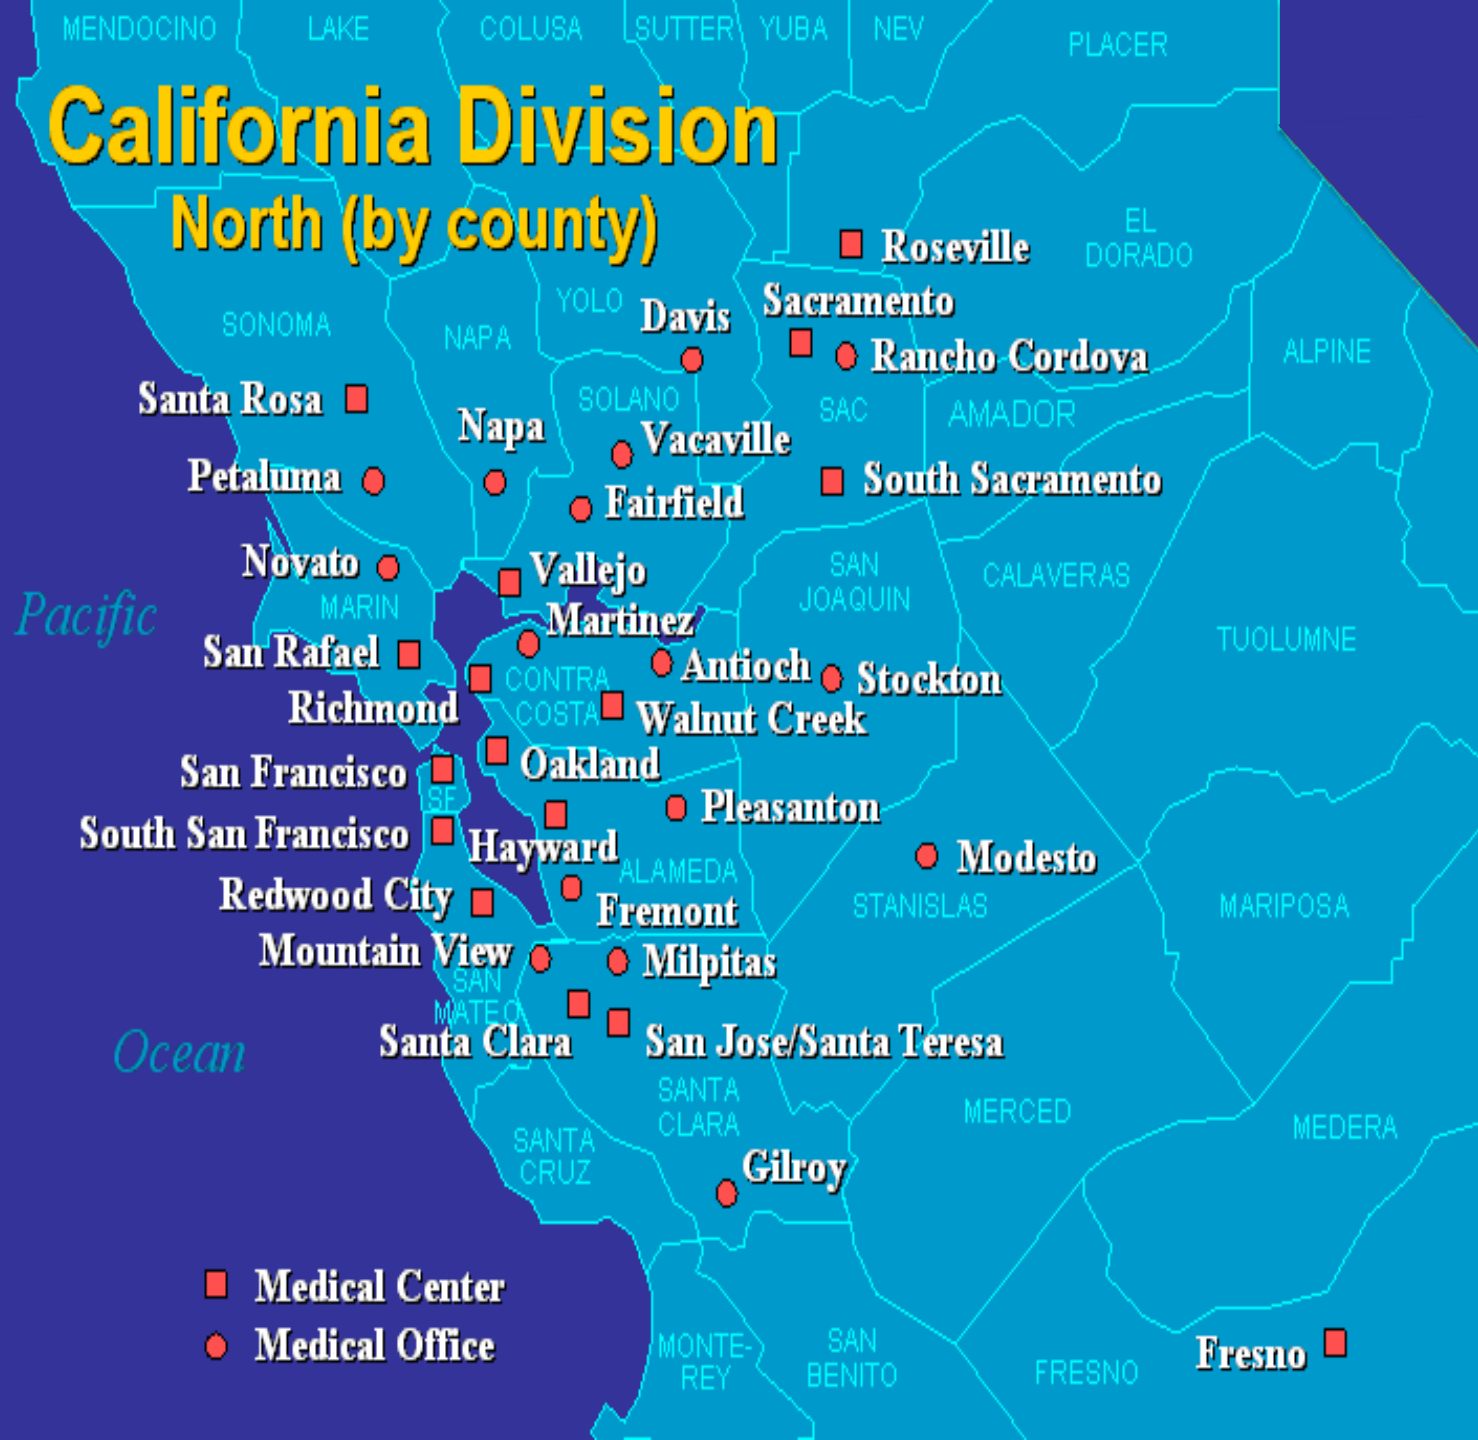 MENDOCINO
LAKE
COLUSA
SUTTER
YUBA
NEV
PLACER
California Division
North (by county)
EL
DORADO
Roseville
YOLO
Davis
Sacramento
SONOMA
NAPA
Rancho Cordova
ALPINE
Santa Rosa
SOLANO
SAC
AMADOR
Napa
Vacaville
Petaluma
South Sacramento
Fairfield
Novato
Vallejo
SAN
JOAQUIN
CALAVERAS
Pacific
MARIN
Martinez
TUOLUMNE
San Rafael
Antioch
Stockton
CONTRA
COSTA
Richmond
Walnut Creek
San Francisco
Oakland
SF
Pleasanton
South San Francisco
Hayward
Modesto
ALAMEDA
Redwood City
Fremont
STANISLAS
MARIPOSA
Mountain View
Milpitas
SAN
MATEO
Ocean
Santa Clara
San Jose/Santa Teresa
SANTA
CLARA
MERCED
MEDERA
SANTA
CRUZ
Gilroy
Medical Center
Medical Office
MONTE-
REY
SAN
BENITO
FRESNO
Fresno